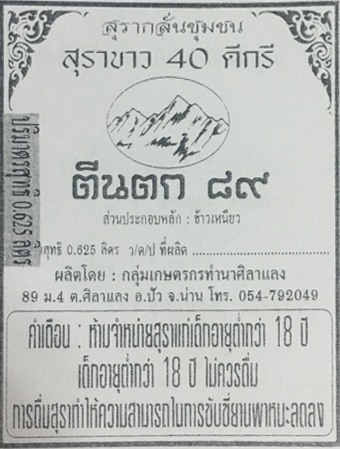 สุรากลั่นชุมชน
สุราขาว 40 ดีกรี
ตีนตก ๘๙
ส่วนประกอบหลัก : ข้าวเหนียว
สุทธิ 0.625 ลิตร ว/ด/ป ที่ผลิต
ปริมาตรสุทธิ 0.625 ลิตร
ผลิตโดย : กลุ่มเกษตรกรทำนาศิลาแลง
89 ม.4 ต.ศิลาแลง อ.ปัว จ.น่าน โทร. 054-792049
คำเตือน : ห้ามจำหน่ายสุราแก่เด็กอายุต่ำกว่า 18 ปี
เด็กอายุต่ำกว่า 18 ปี ไม่ควรดื่ม
การดื่มสุราทำให้ความสามารถในการขับขี่ยานพาหนะลดลง